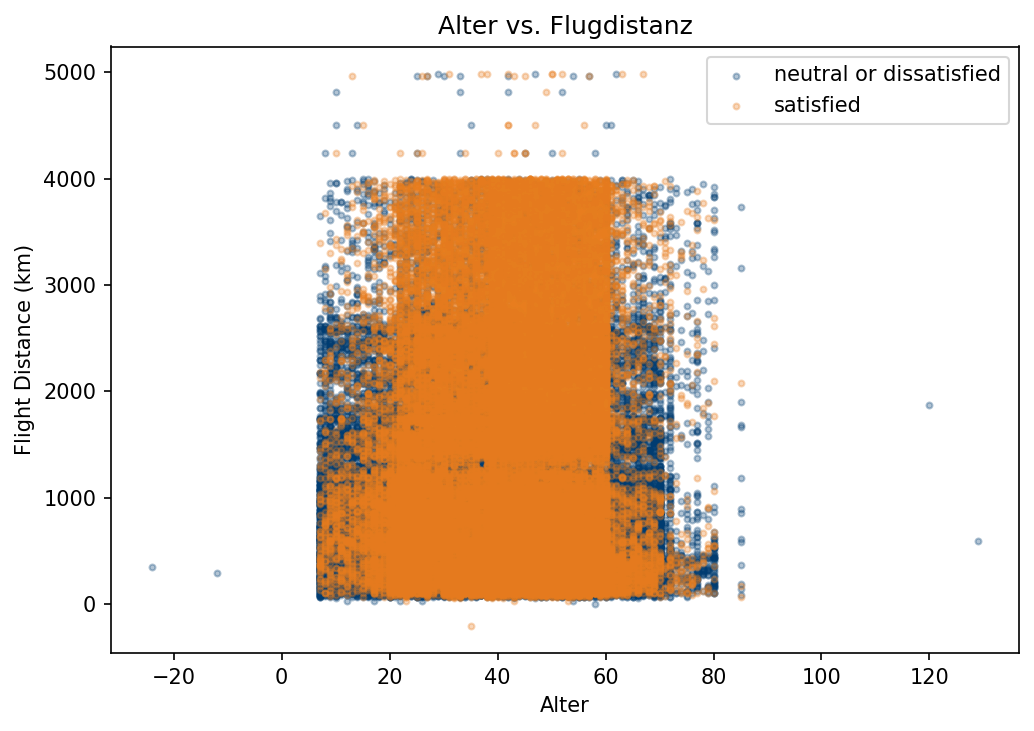 Alter vs. Flugdistanz
neutral or dissatisfied
satisfied
Flight Distance (km)
5000
4000
3000
2000
1000
0
−20
0
20
40
60
80
100
120
Alter